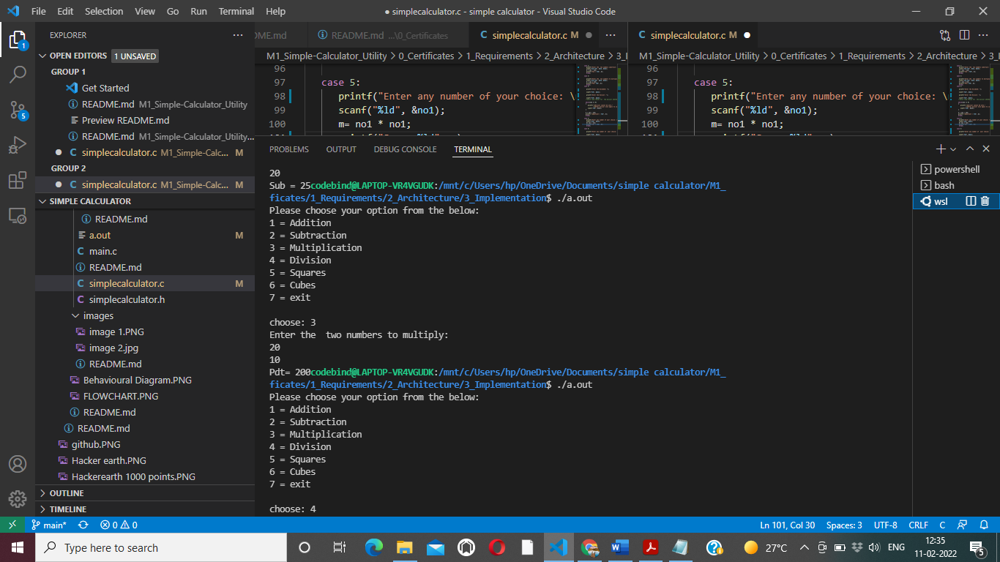 File Edit Selection View Go Run Terminal Help
● simplecalculator.c - simple calculator - Visual Studio Code
EXPLORER
OPEN EDITORS 1 UNSAVED
GROUP 1
Get Started
README.md M1_Simple-Calculator_Utility
Preview README.md
README.md M1_Simple-Calculator_Utility...
● simplecalculator.c M1_Simple-Calc... M
GROUP 2
● simplecalculator.c M1_Simple-Calc... M
SIMPLE CALCULATOR
README.md
a.out M
main.c
README.md
simplecalculator.c M
simplecalculator.h
images
image 1.PNG
image 2.jpg
README.md
Behavioural Diagram.PNG
FLOWCHART.PNG
README.md
README.md
github.PNG
Hacker earth.PNG
Hackerearth 1000 points.PNG
OUTLINE
TIMELINE
DME.md README.md ...\0_Certificates simplecalculator.c M ●
M1_Simple-Calculator_Utility > 0_Certificates > 1_Requirements > 2_Architecture > 3_I
96
97 case 5:
98 printf("Enter any number of your choice: \
99 scanf("%ld", &no1);
100 m= no1 * no1;
simplecalculator.c M ●
M1_Simple-Calculator_Utility > 0_Certificates > 1_Requirements > 2_Architecture > 3_I
96
97 case 5:
98 printf("Enter any number of your choice: \
99 scanf("%ld", &no1);
100 m= no1 * no1;
PROBLEMS OUTPUT DEBUG CONSOLE TERMINAL
20
Sub = 25codebind@LAPTOP-VR4VGUDK:/mnt/c/Users/hp/OneDrive/Documents/simple calculator/M1_
ficates/1_Requirements/2_Architecture/3_Implementation$ ./a.out
Please choose your option from the below:
1 = Addition
2 = Subtraction
3 = Multiplication
4 = Division
5 = Squares
6 = Cubes
7 = exit
choose: 3
Enter the  two numbers to multiply:
20
10
Pdt= 200codebind@LAPTOP-VR4VGUDK:/mnt/c/Users/hp/OneDrive/Documents/simple calculator/M1_
ficates/1_Requirements/2_Architecture/3_Implementation$ ./a.out
Please choose your option from the below:
1 = Addition
2 = Subtraction
3 = Multiplication
4 = Division
5 = Squares
6 = Cubes
7 = exit
choose: 4
powershell
bash
wsl
main* 0 0 Ln 101, Col 30 Spaces: 3 UTF-8 CRLF C
Type here to search 27°C ENG 12:35
11-02-2022 5